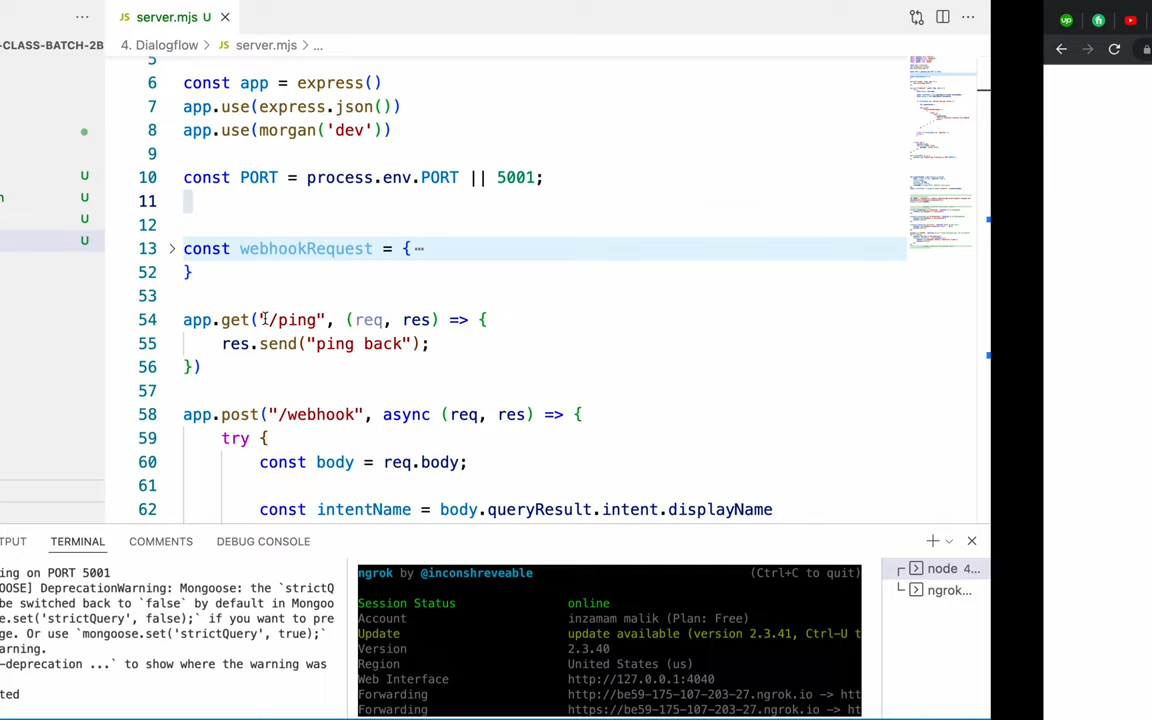 ··· JS server.mjs U ×
-CLASS-BATCH-2B
4. Dialogflow > JS server.mjs > ...
5
6 const app = express()
7 app.use(express.json())
8 app.use(morgan('dev'))
9
10 const PORT = process.env.PORT || 5001;
11
12
13 > const webhookRequest = {···
52 }
53
54 app.get("/ping", (req, res) => {
55 res.send("ping back");
56 })
57
58 app.post("/webhook", async (req, res) => {
59 try {
60 const body = req.body;
61
62 const intentName = body.queryResult.intent.displayName
U
U
U
U
TPUT TERMINAL COMMENTS DEBUG CONSOLE
ing on PORT 5001
OOSE] DeprecationWarning: Mongoose: the `strictQ
be switched back to `false` by default in Mongoo
e.set('strictQuery', false);` if you want to pre
ge. Or use `mongoose.set('strictQuery', true);`
arning.
-deprecation ...` to show where the warning was
ted
ngrok by @inconshreveable (Ctrl+C to quit)
Session Status online
Account inzamam malik (Plan: Free)
Update update available (version 2.3.41, Ctrl-U t
Version 2.3.40
Region United States (us)
Web Interface http://127.0.0.1:4040
Forwarding http://be59-175-107-203-27.ngrok.io -> htt
Forwarding https://be59-175-107-203-27.ngrok.io -> ht
node 4...
ngrok...
up
fi